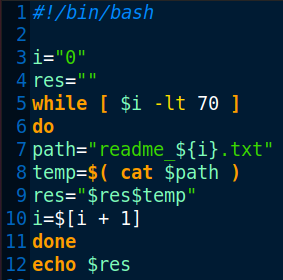 1 #!/bin/bash
2
3 i="0"
4 res=""
5 while [ $i -lt 70 ]
6 do
7 path="readme_${i}.txt"
8 temp=$( cat $path )
9 res="$res$temp"
10 i=$[i + 1]
11 done
12 echo $res